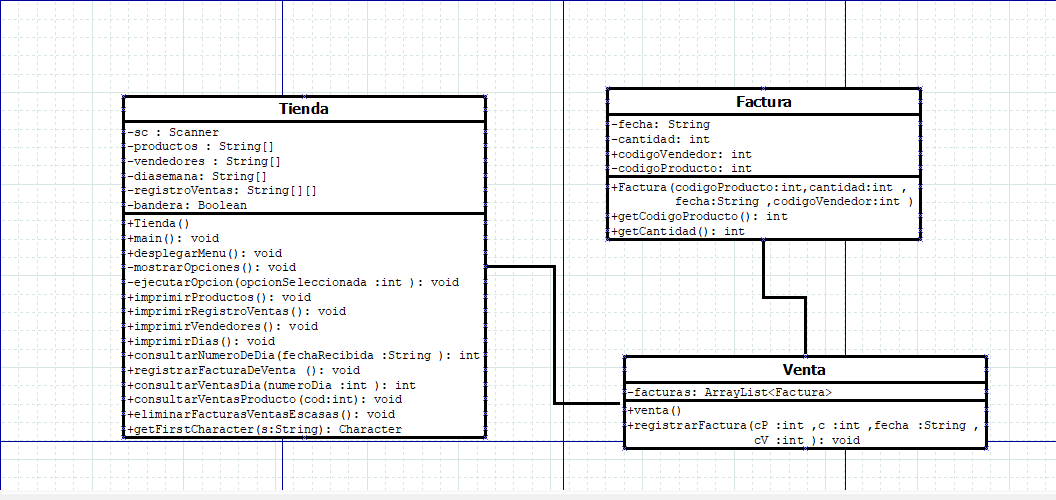 Tienda
-sc : Scanner
-productos : String[]
-vendedores : String[]
-diasemana: String[]
-registroVentas: String[][]
-bandera: Boolean
+Tienda()
+main(): void
+desplegarMenu(): void
-mostrarOpciones(): void
-ejecutarOpcion(opcionSeleccionada :int ): void
+imprimirProductos(): void
+imprimirRegistroVentas(): void
+imprimirVendedores(): void
+imprimirDias(): void
+consultarNumeroDeDia(fechaRecibida :String ): int
+registrarFacturaDeVenta (): void
+consultarVentasDia(numeroDia :int ): int
+consultarVentasProducto(cod:int): void
+eliminarFacturasVentasEscasas(): void
+getFirstCharacter(s:String): Character
Factura
-fecha: String
-cantidad: int
+codigoVendedor: int
-codigoProducto: int
+Factura(codigoProducto:int,cantidad:int ,
fecha:String ,codigoVendedor:int )
+getCodigoProducto(): int
+getCantidad(): int
Venta
-facturas: ArrayList<Factura>
+venta()
+registrarFactura(cP :int ,c :int ,fecha :String ,
cV :int ): void